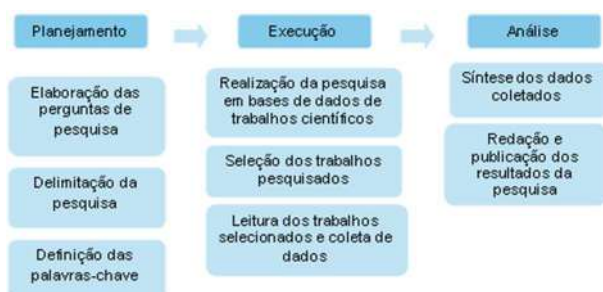 Planejamento
Execução
Análise
Elaboração das
perguntas de
pesquisa
Delimitação da
pesquisa
Definição das
palavras-chave
Realização da pesquisa
em bases de dados de
trabalhos científicos
Seleção dos trabalhos
pesquisados
Leitura dos trabalhos
selecionados e coleta de
dados
Síntese dos dados
coletados
Redação e
publicação dos
resultados da
pesquisa